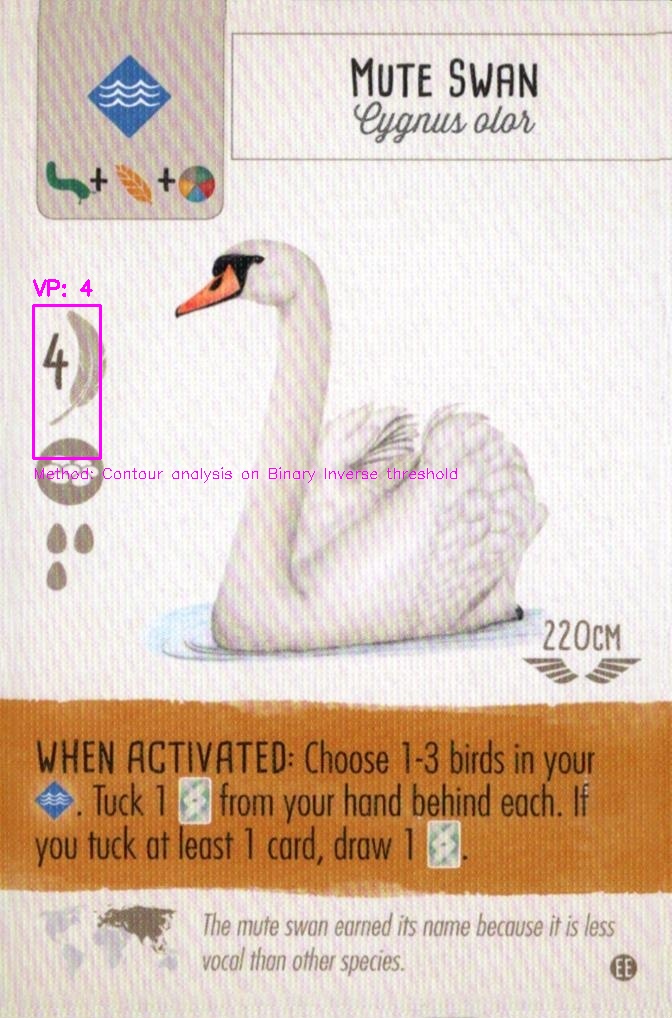 MUTE SWAN
Cygnus olor
+ +
VP: 4
4
Method: Contour analysis on Binary Inverse threshold
220CM
WHEN ACTIVATED: Choose 1-3 birds in your
. Tuck 1 from your hand behind each. If
you tuck at least 1 card, draw 1 .
The mute swan earned its name because it is less
vocal than other species.
EE